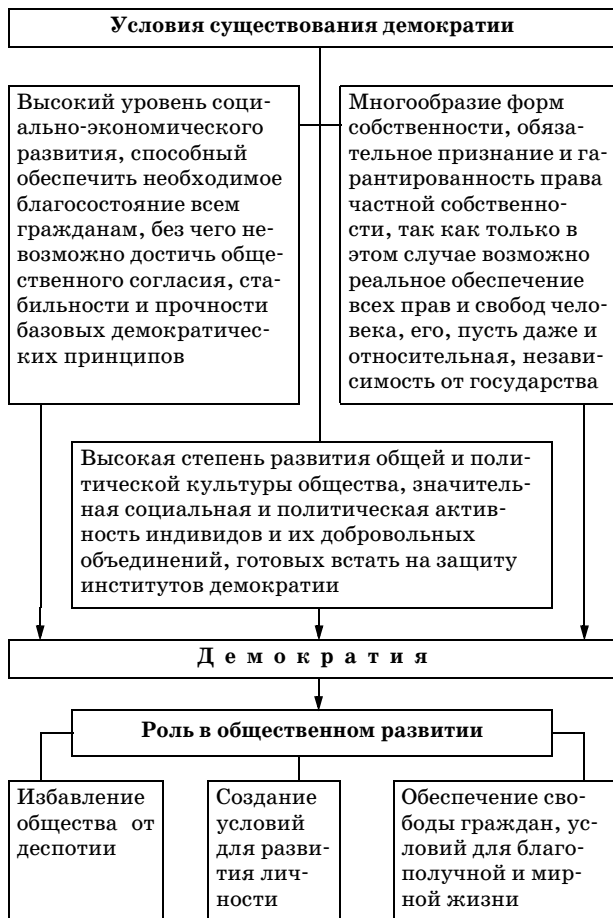 Условия существования демократии
Высокий уровень соци-
ально-экономического
развития, способный
обеспечить необходимое
благосостояние всем
гражданам, без чего не-
возможно достичь обще-
ственного согласия, ста-
бильности и прочности
базовых демократичес-
ких принципов
Многообразие форм
собственности, обяза-
тельное признание и га-
рантированность права
частной собственно-
сти, так как только в
этом случае возможно
реальное обеспечение
всех прав и свобод чело-
века, его, пусть даже и
относительная, незави-
симость от государства
Высокая степень развития общей и поли-
тической культуры общества, значитель-
ная социальная и политическая актив-
ность индивидов и их добровольных
объединений, готовых встать на защиту
институтов демократии
Демократия
Роль в общественном развитии
Избавление
общества от
деспотии
Создание
условий
для разви
тия лич-
ности
Обеспечение сво-
боды граждан, ус-
ловий для благо-
получной и мир-
ной жизни